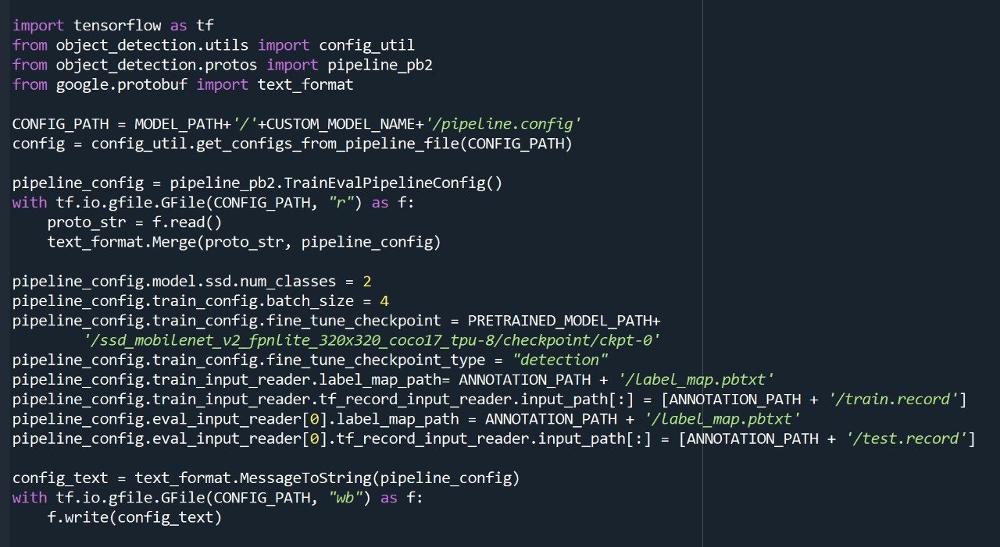 import tensorflow as tf
from object_detection.utils import config_util
from object_detection.protos import pipeline_pb2
from google.protobuf import text_format

CONFIG_PATH = MODEL_PATH+'/'+CUSTOM_MODEL_NAME+'/pipeline.config'
config = config_util.get_configs_from_pipeline_file(CONFIG_PATH)

pipeline_config = pipeline_pb2.TrainEvalPipelineConfig()
with tf.io.gfile.GFile(CONFIG_PATH, "r") as f:
    proto_str = f.read()
    text_format.Merge(proto_str, pipeline_config)

pipeline_config.model.ssd.num_classes = 2
pipeline_config.train_config.batch_size = 4
pipeline_config.train_config.fine_tune_checkpoint = PRETRAINED_MODEL_PATH+
        '/ssd_mobilenet_v2_fpnlite_320x320_coco17_tpu-8/checkpoint/ckpt-0'
pipeline_config.train_config.fine_tune_checkpoint_type = "detection"
pipeline_config.train_input_reader.label_map_path= ANNOTATION_PATH + '/label_map.pbtxt'
pipeline_config.train_input_reader.tf_record_input_reader.input_path[:] = [ANNOTATION_PATH + '/train.record']
pipeline_config.eval_input_reader[0].label_map_path = ANNOTATION_PATH + '/label_map.pbtxt'
pipeline_config.eval_input_reader[0].tf_record_input_reader.input_path[:] = [ANNOTATION_PATH + '/test.record']

config_text = text_format.MessageToString(pipeline_config)
with tf.io.gfile.GFile(CONFIG_PATH, "wb") as f:
    f.write(config_text)